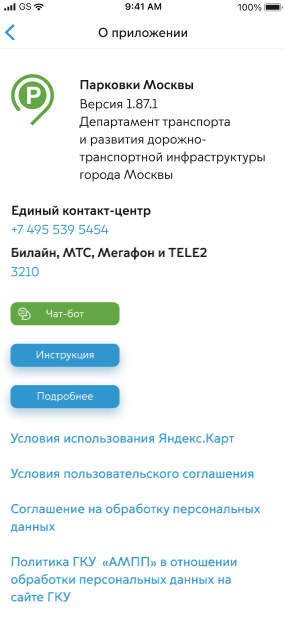 GS 9:41 AM 100%
О приложении
P
Парковки Москвы
Версия 1.87.1
Департамент транспорта
и развития дорожно-
транспортной инфраструктуры
города Москвы
Единый контакт-центр
+7 495 539 5454
Билайн, МТС, Мегафон и TELE2
3210
Чат-бот
Инструкция
Подробнее
Условия использования Яндекс.Карт
Условия пользовательского соглашения
Соглашение на обработку персональных
данных
Политика ГКУ «АМПП» в отношении
обработки персональных данных на
сайте ГКУ